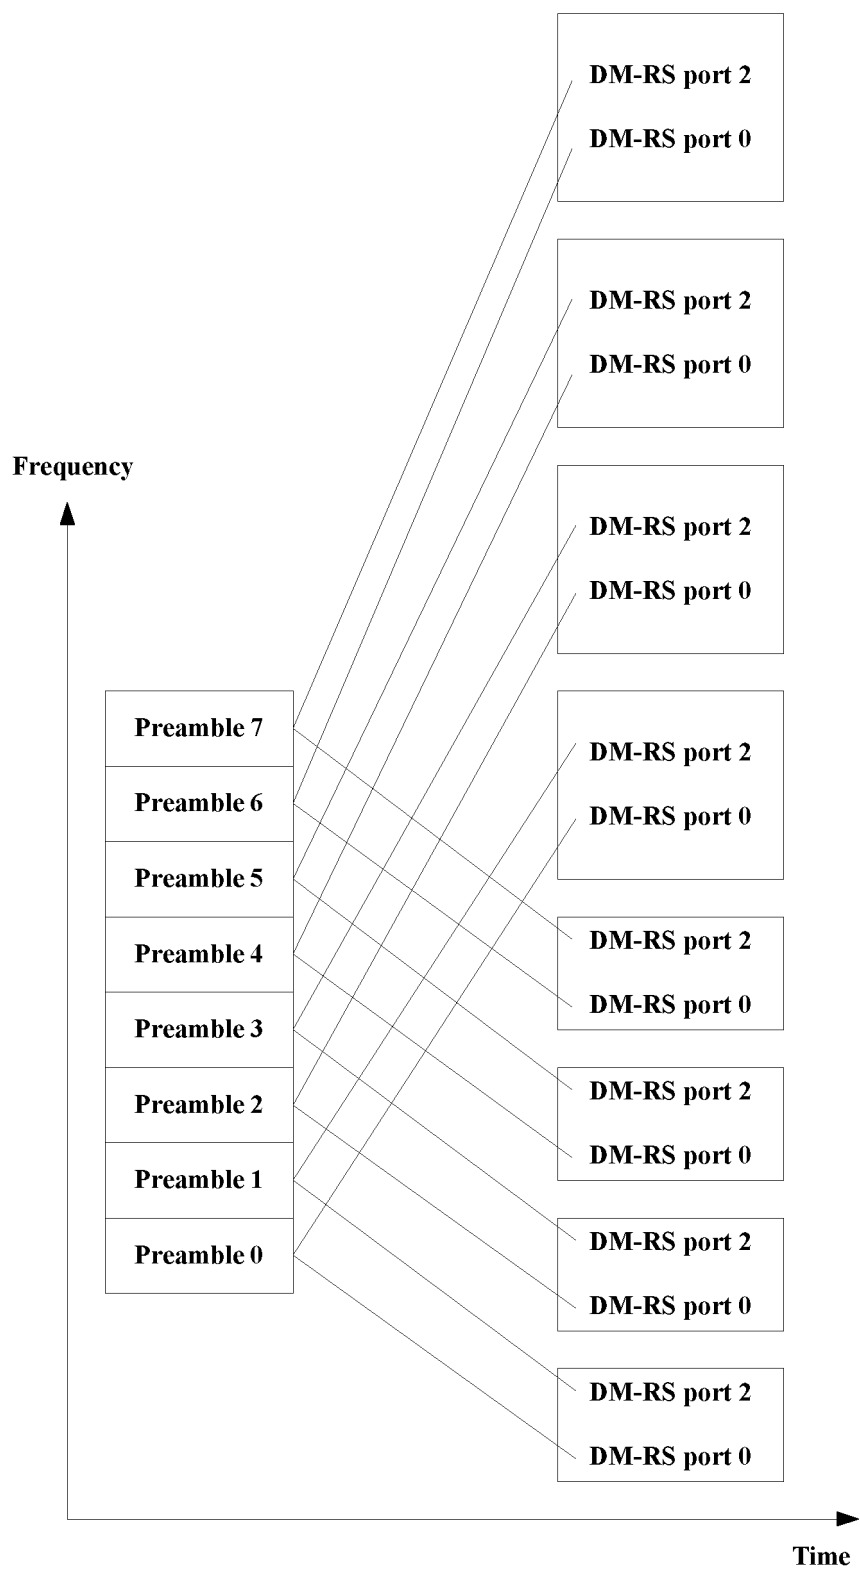 DM-RS port 2
DM-RS port 0
DM-RS port 2
DM-RS port 0
Frequency
DM-RS port 2
DM-RS port 0
Preamble 7
Preamble 6
Preamble 5
Preamble 4
Preamble 3
Preamble 2
Preamble 1
Preamble 0
DM-RS port 2
DM-RS port 0
DM-RS port 2
DM-RS port 0
DM-RS port 2
DM-RS port 0
DM-RS port 2
DM-RS port 0
DM-RS port 2
DM-RS port 0
Time